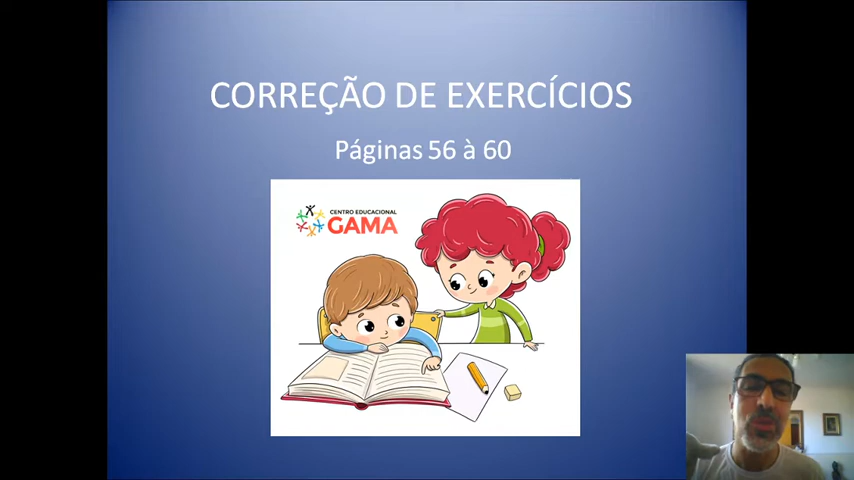 CORREÇÃO DE EXERCÍCIOS
Páginas 56 à 60
CENTRO EDUCACIONAL
GAMA